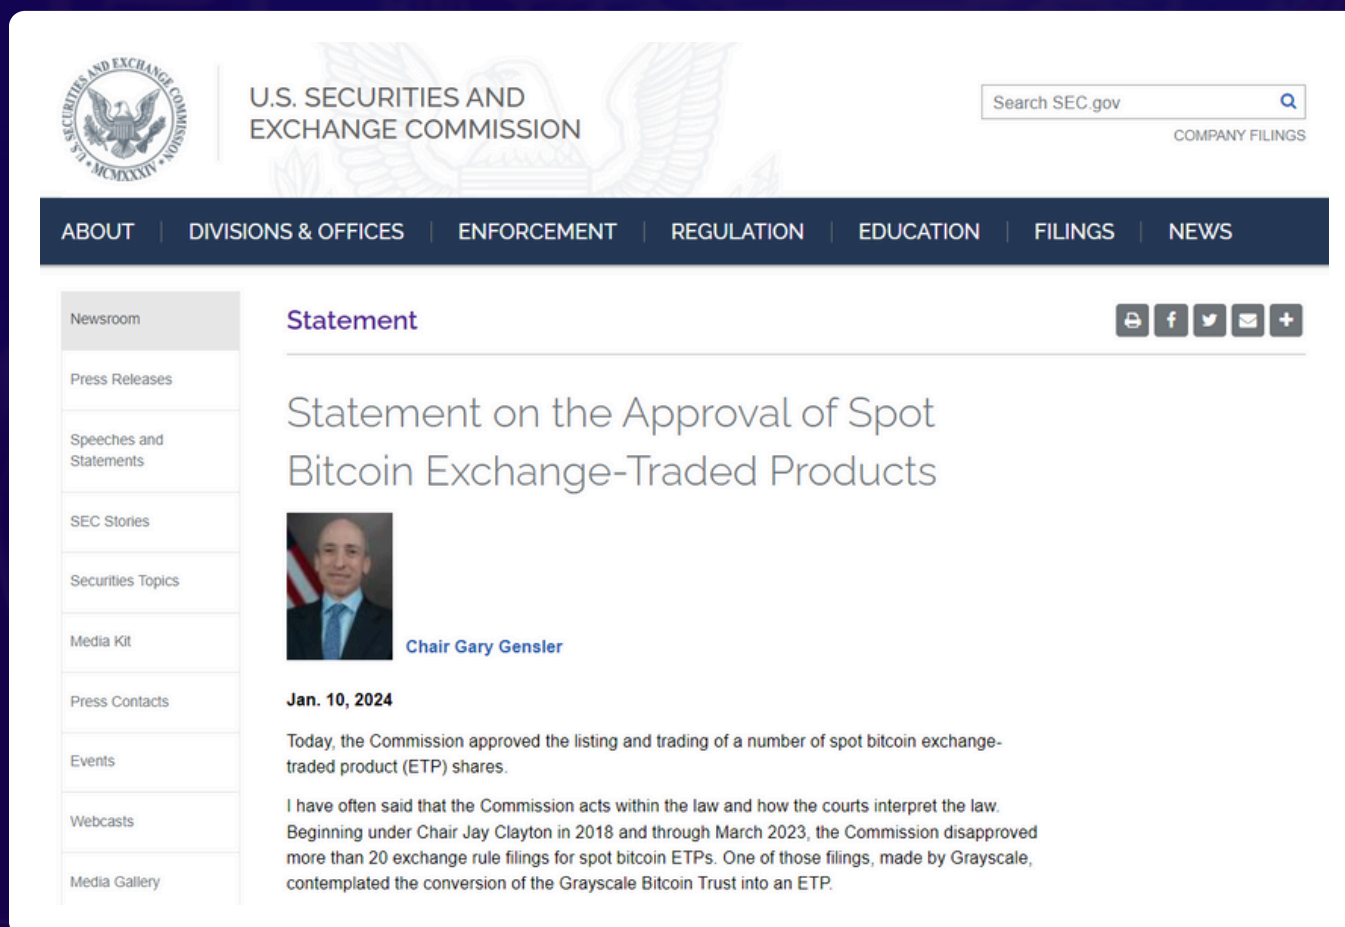 U.S. SECURITIES AND EXCHANGE COMMISSION
MCMXXXIV
U.S. SECURITIES AND
EXCHANGE COMMISSION
Search SEC.gov
COMPANY FILINGS
ABOUT
DIVISIONS & OFFICES
ENFORCEMENT
REGULATION
EDUCATION
FILINGS
NEWS
Newsroom
Press Releases
Speeches and
Statements
SEC Stories
Securities Topics
Media Kit
Press Contacts
Events
Webcasts
Media Gallery
Statement
Statement on the Approval of Spot
Bitcoin Exchange-Traded Products
Chair Gary Gensler
Jan. 10, 2024
Today, the Commission approved the listing and trading of a number of spot bitcoin exchange-
traded product (ETP) shares.
I have often said that the Commission acts within the law and how the courts interpret the law.
Beginning under Chair Jay Clayton in 2018 and through March 2023, the Commission disapproved
more than 20 exchange rule filings for spot bitcoin ETPs. One of those filings, made by Grayscale,
contemplated the conversion of the Grayscale Bitcoin Trust into an ETP.